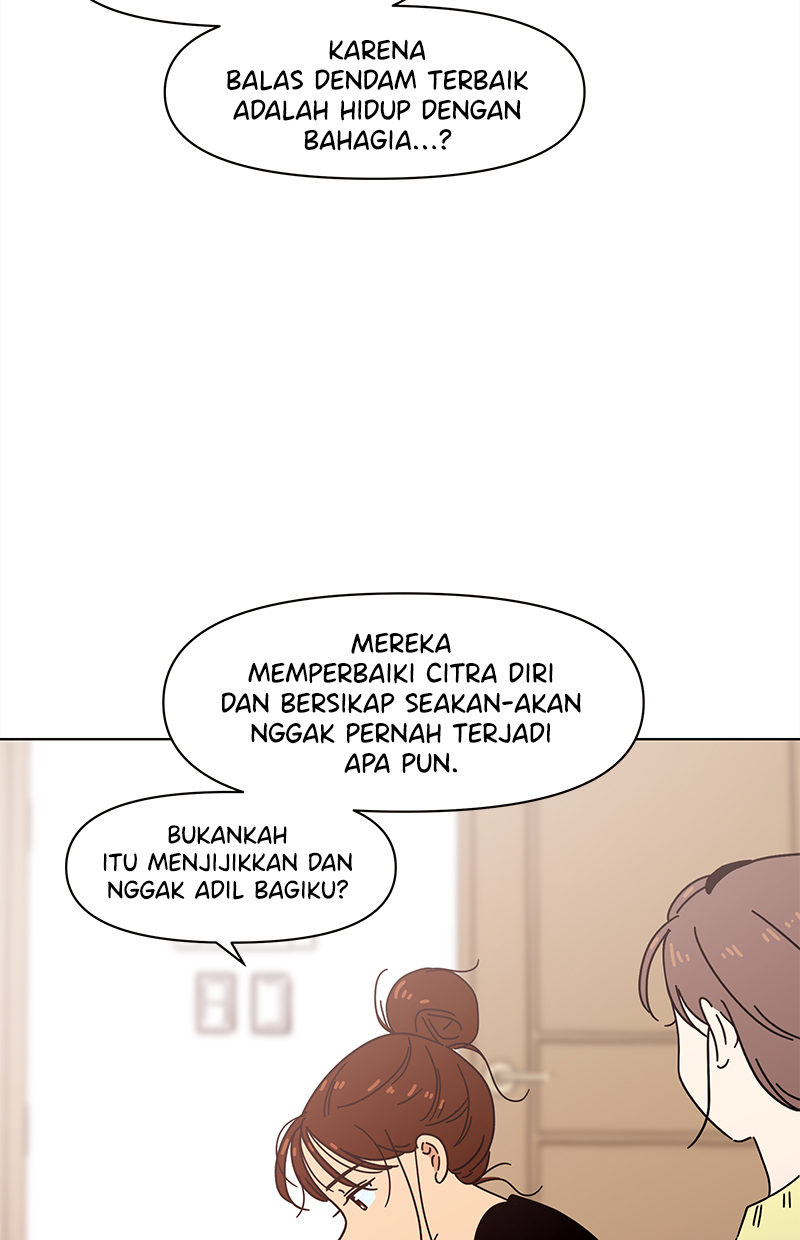 KARENA
BALAS DENDAM TERBAIK
ADALAH HIDUP DENGAN
BAHAGIA...?
MEREKA
MEMPERBAIKI CITRA DIRI
DAN BERSIKAP SEAKAN-AKAN
NGGAK PERNAH TERJADI
APA PUN.
BUKANKAH
ITU MENJIJIKKAN DAN
NGGAK ADIL BAGIKU?